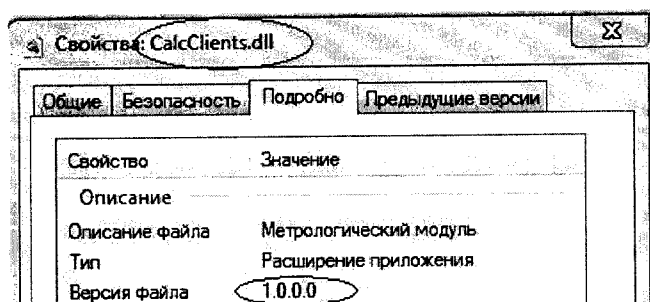 Свойства: CalcClients.dll
Общие Безопасность Подробно Предыдущие версии
Свойство Значение
Описание
Описание файла Метрологический модуль
Тип Расширение приложения
Версия файла 1.0.0.0